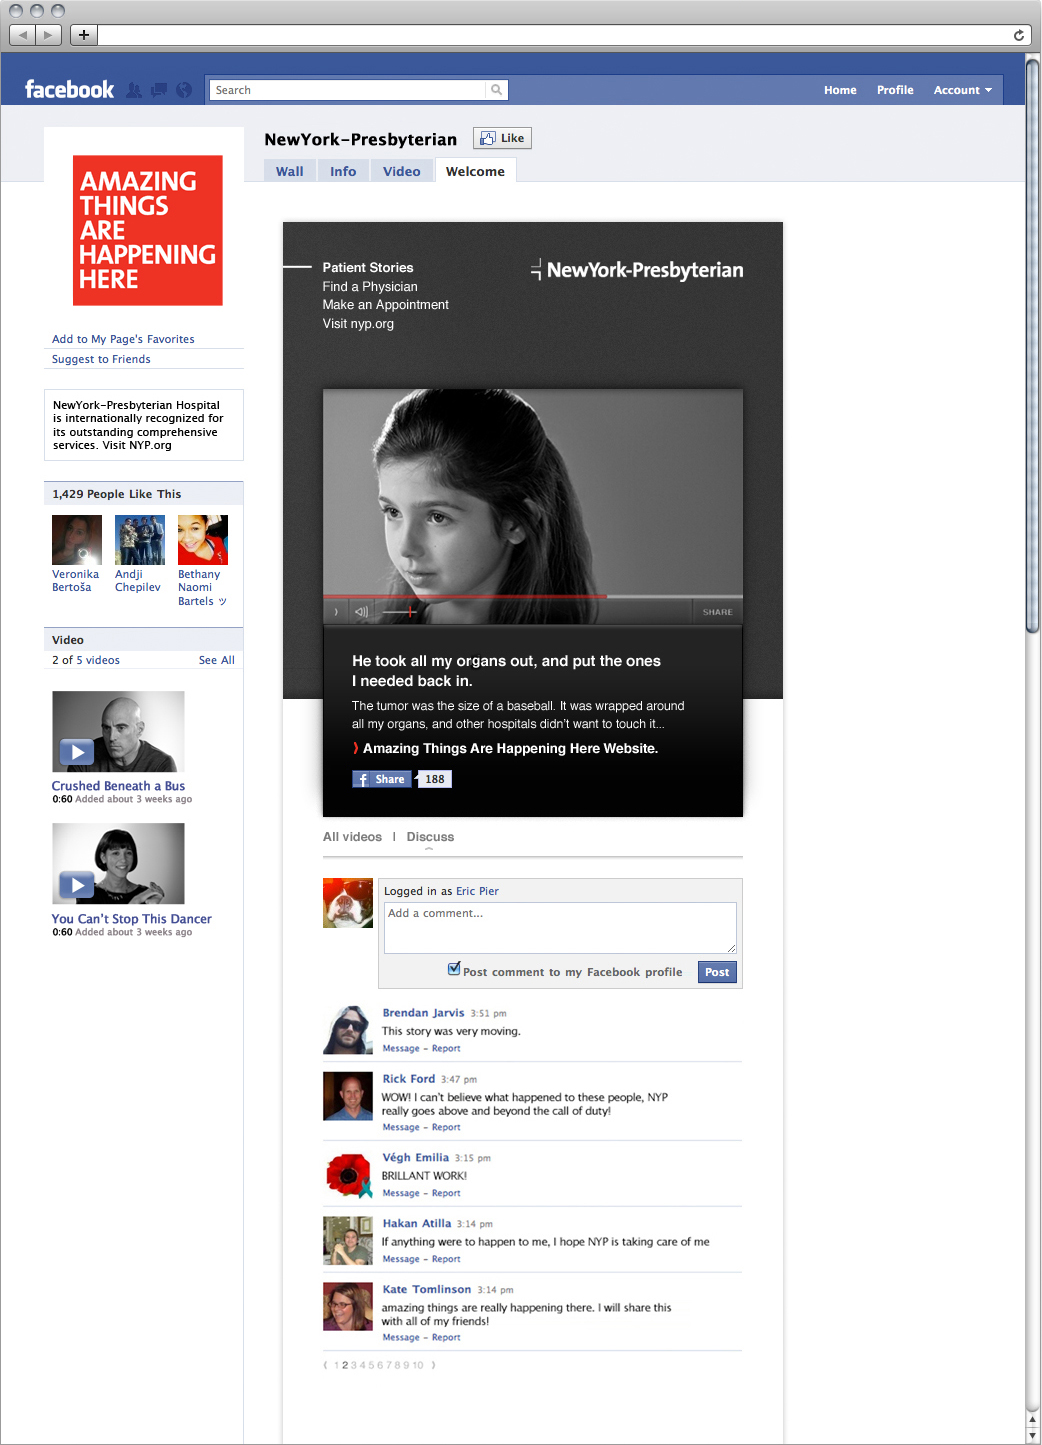 facebook
Search
Home Profile Account
NewYork-Presbyterian
Like
Wall Info Video Welcome
AMAZING
THINGS
ARE
HAPPENING
HERE
Add to My Page's Favorites
Suggest to Friends
NewYork-Presbyterian Hospital
is internationally recognized for
its outstanding comprehensive
services. Visit NYP.org
1,429 People Like This
Veronika
Bertoša
Andji
Chepilev
Bethany
Naomi
Bartels ツ
Video
2 of 5 videos See All
Crushed Beneath a Bus
0:60 Added about 3 weeks ago
You Can't Stop This Dancer
0:60 Added about 3 weeks ago
Patient Stories
Find a Physician
Make an Appointment
Visit nyp.org
NewYork-Presbyterian
SHARE
He took all my organs out, and put the ones
I needed back in.
The tumor was the size of a baseball. It was wrapped around
all my organs, and other hospitals didn't want to touch it...
⟩ Amazing Things Are Happening Here Website.
f Share 188
All videos | Discuss
Logged in as Eric Pier
Add a comment...
Post comment to my Facebook profile Post
Brendan Jarvis 3:51 pm
This story was very moving.
Message - Report
Rick Ford 3:47 pm
WOW! I can't believe what happened to these people, NYP
really goes above and beyond the call of duty!
Message - Report
Végh Emilia 3:15 pm
BRILLANT WORK!
Message - Report
Hakan Atilla 3:14 pm
If anything were to happen to me, I hope NYP is taking care of me
Message - Report
Kate Tomlinson 3:14 pm
amazing things are really happening there. I will share this
with all of my friends!
Message - Report
⟨ 1 2 3 4 5 6 7 8 9 10 ⟩